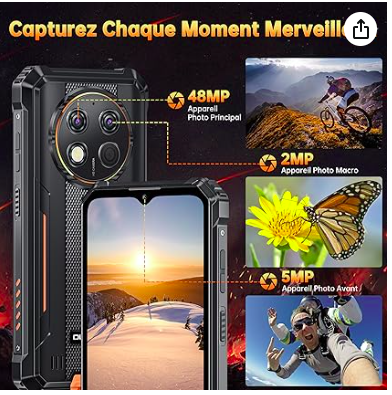 Capturez Chaque Moment Merveill
48MP
Appareil
Photo Principal
2MP
Appareil Photo Macro
5MP
Appareil Photo Avant